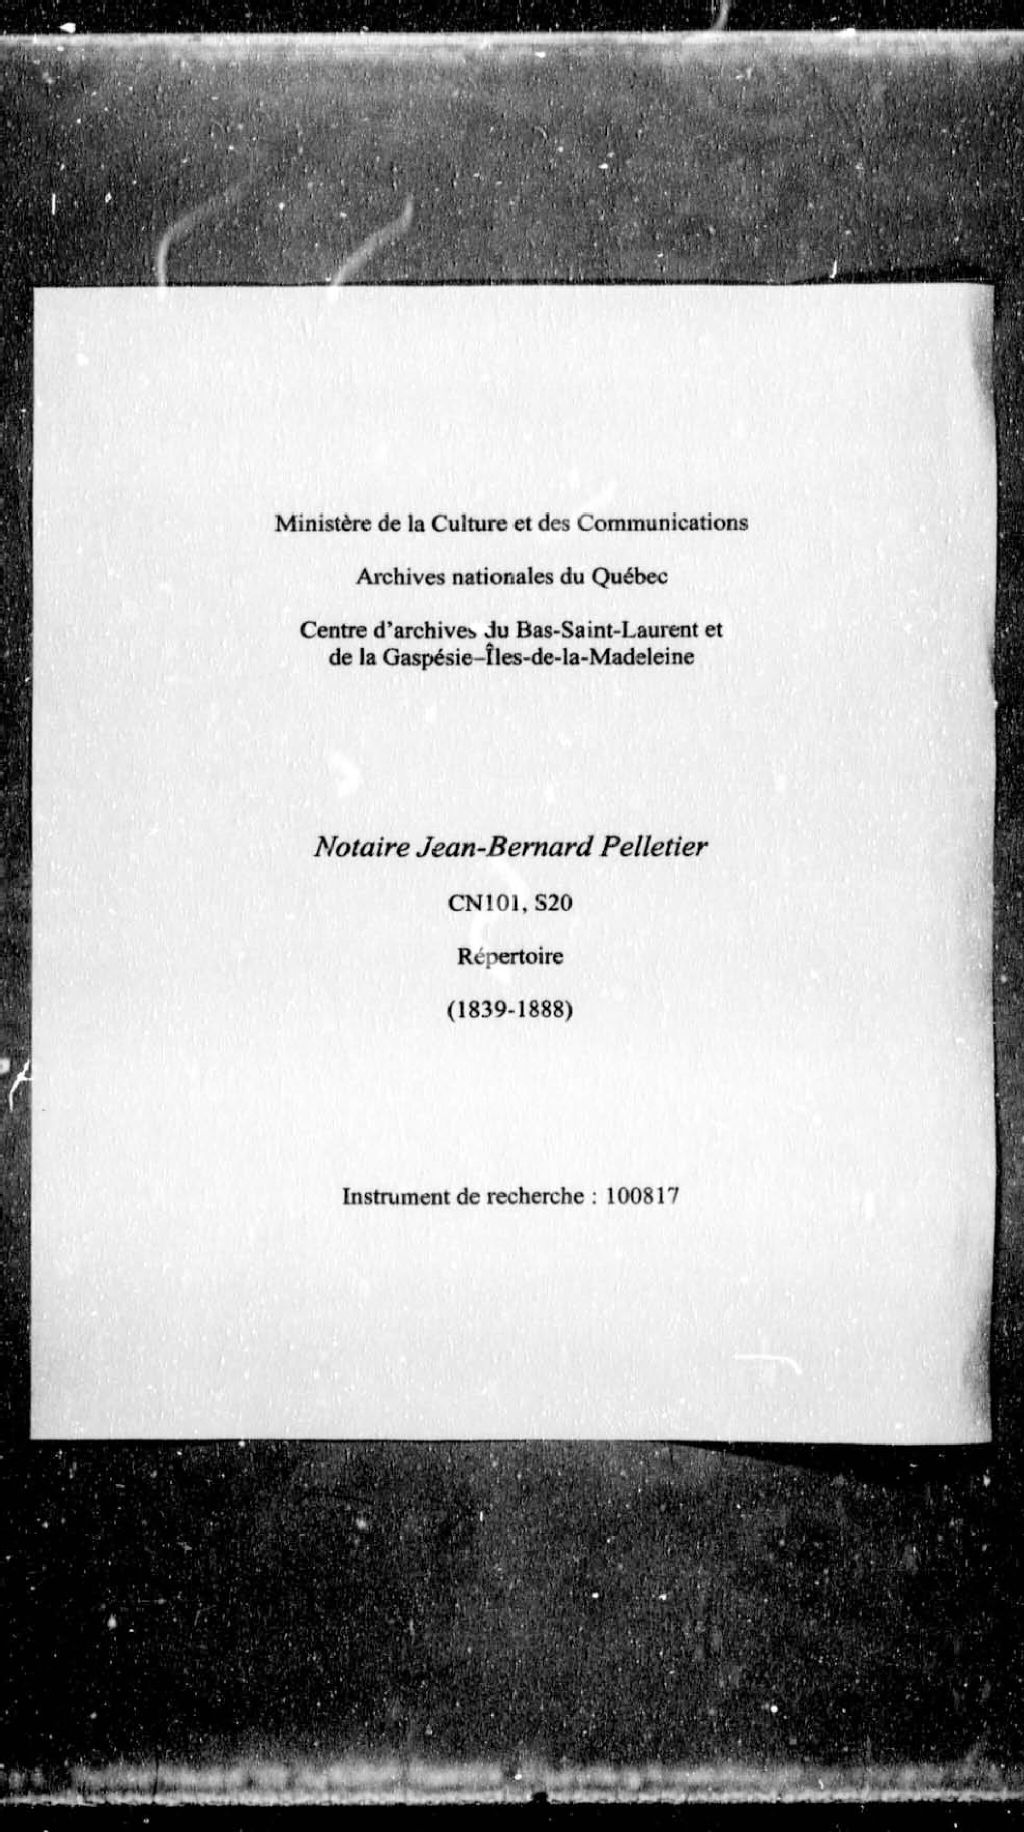 Ministère de la Culture et des Communications
Archives nationales du Québec
Centre d'archives du Bas-Saint-Laurent et
de la Gaspésie–Îles-de-la-Madeleine
Notaire Jean-Bernard Pelletier
CN101, S20
Répertoire
(1839-1888)
Instrument de recherche : 100817